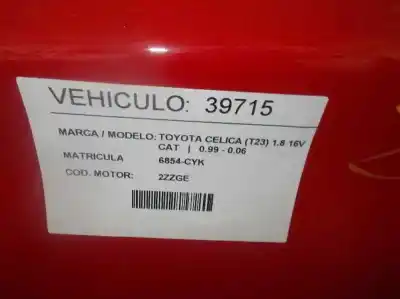 VEHICULO: 39715
MARCA / MODELO: TOYOTA CELICA (T23) 1.8 16V
CAT | 0.99 - 0.06
MATRICULA 6854-CYK
COD. MOTOR: 2ZZGE